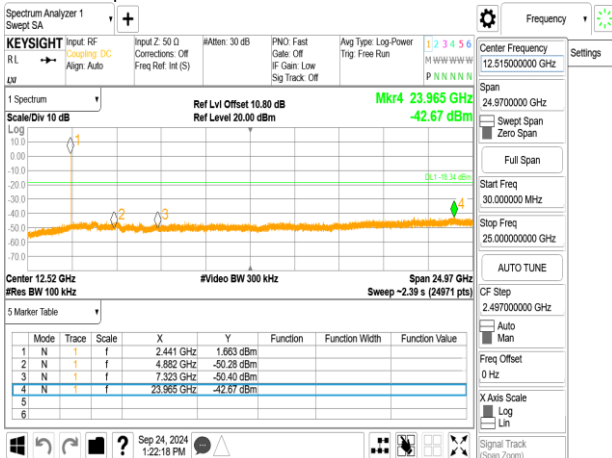 Spectrum Analyzer 1
Swept SA
+
Frequency
Settings
KEYSIGHT
RL
LXI
Input: RF
Coupling: DC
Align: Auto
Input Z: 50 Ω
Corrections: Off
Freq Ref: Int (S)
#Atten: 30 dB
PNO: Fast
Gate: Off
IF Gain: Low
Sig Track: Off
Avg Type: Log-Power
Trig: Free Run
1 2 3 4 5 6
M W W W W W
P N N N N N
1 Spectrum
Scale/Div 10 dB
Log
Ref Lvl Offset 10.80 dB
Ref Level 20.00 dBm
Mkr4 23.965 GHz
-42.67 dBm
10.0
0.00
-10.0
-20.0
-30.0
-40.0
-50.0
-60.0
-70.0
1
2
3
4
DL1 -18.34 dBm
Center 12.52 GHz
#Res BW 100 kHz
#Video BW 300 kHz
Span 24.97 GHz
Sweep ~2.39 s (24971 pts)
5 Marker Table
Mode Trace Scale X Y Function Function Width Function Value
1 N 1 f 2.441 GHz 1.663 dBm
2 N 1 f 4.882 GHz -50.28 dBm
3 N 1 f 7.323 GHz -50.40 dBm
4 N 1 f 23.965 GHz -42.67 dBm
5
6
?
Sep 24, 2024
1:22:18 PM
Center Frequency
12.515000000 GHz
Span
24.9700000 GHz
Swept Span
Zero Span
Full Span
Start Freq
30.000000 MHz
Stop Freq
25.000000000 GHz
AUTO TUNE
CF Step
2.497000000 GHz
Auto
Man
Freq Offset
0 Hz
X Axis Scale
Log
Lin
Signal Track
(Span Zoom)